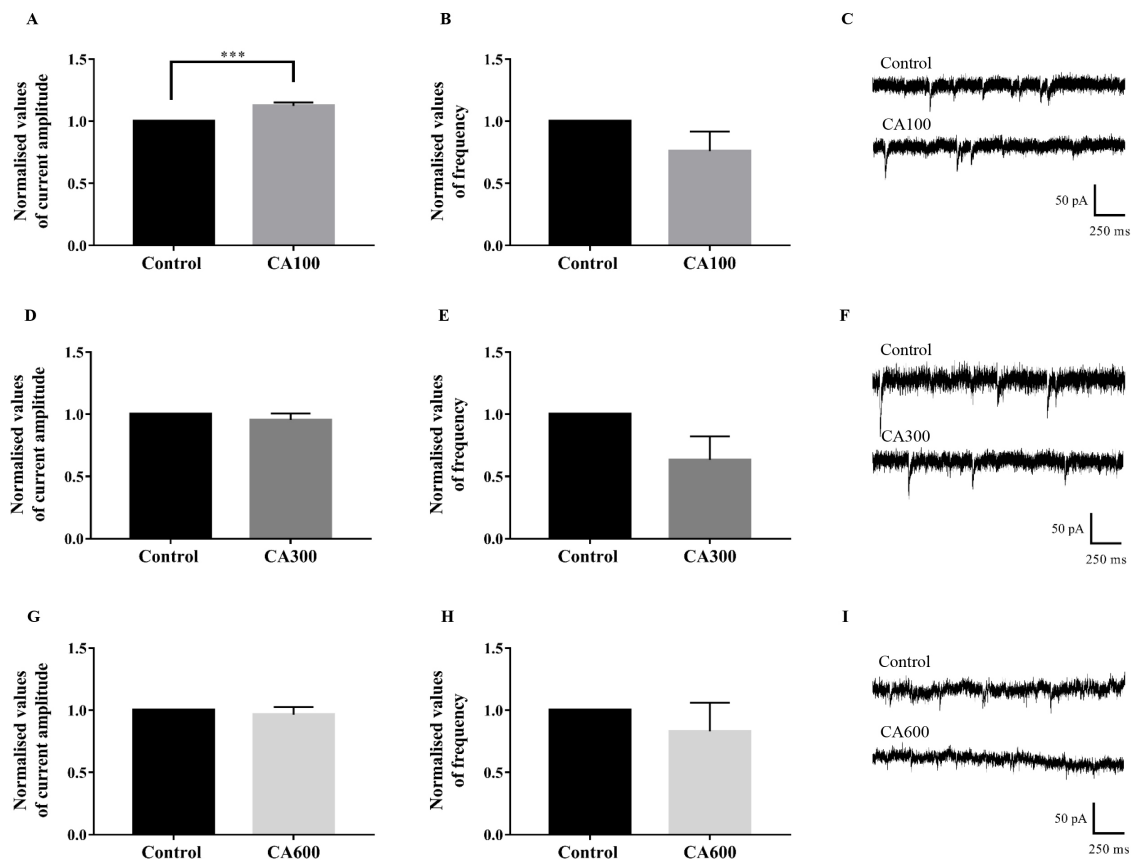 A
Normalised values
of current amplitude
1.5
1.0
0.5
0.0
***
Control
CA100
B
Normalised values
of frequency
1.5
1.0
0.5
0.0
Control
CA100
C
Control
CA100
50 pA
250 ms
D
Normalised values
of current amplitude
1.5
1.0
0.5
0.0
Control
CA300
E
Normalised values
of frequency
1.5
1.0
0.5
0.0
Control
CA300
F
Control
CA300
50 pA
250 ms
G
Normalised values
of current amplitude
1.5
1.0
0.5
0.0
Control
CA600
H
Normalised values
of frequency
1.5
1.0
0.5
0.0
Control
CA600
I
Control
CA600
50 pA
250 ms